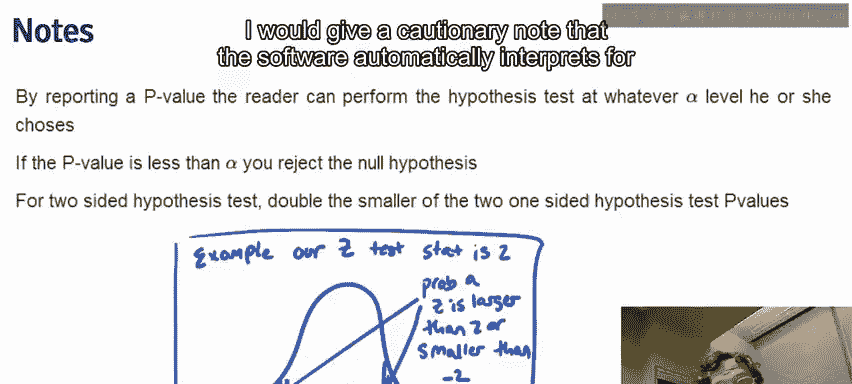 Notes
I would give a cautionary note that
the software automatically interprets for
By reporting a P-value the reader can perform the hypothesis test at whatever α level he or she
choses
If the P-value is less than α you reject the null hypothesis
For two sided hypothesis test, double the smaller of the two one sided hypothesis test Pvalues
Example our Z test stat is 2
prob a
Z is larger
than 2 or
smaller than
-2